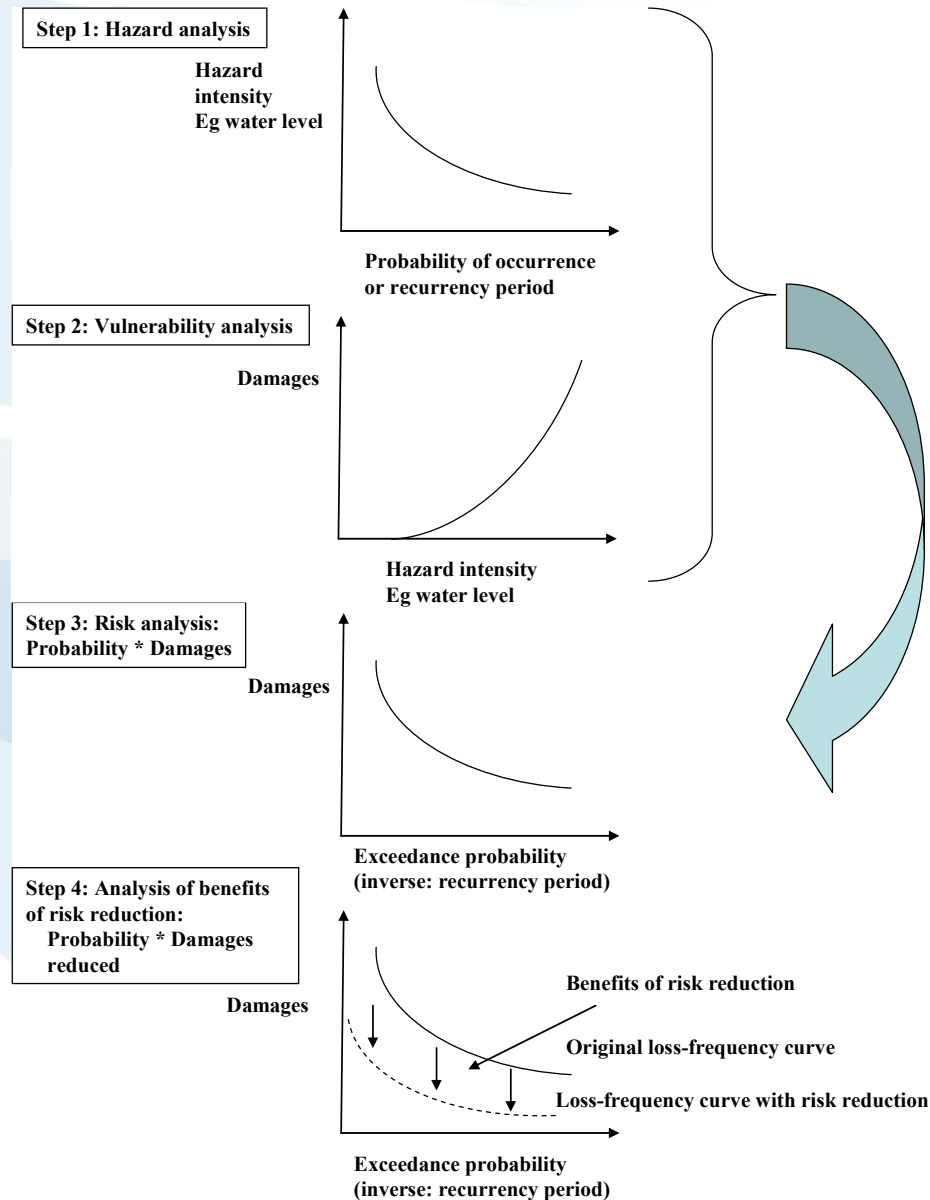 Step 1: Hazard analysis
Hazard
intensity
Eg water level
Probability of occurrence
or recurrency period
Step 2: Vulnerability analysis
Damages
Hazard intensity
Eg water level
Step 3: Risk analysis:
Probability * Damages
Damages
Exceedance probability
(inverse: recurrency period)
Step 4: Analysis of benefits
of risk reduction:
Probability * Damages
reduced
Damages
Benefits of risk reduction
Original loss-frequency curve
Loss-frequency curve with risk reduction
Exceedance probability
(inverse: recurrency period)